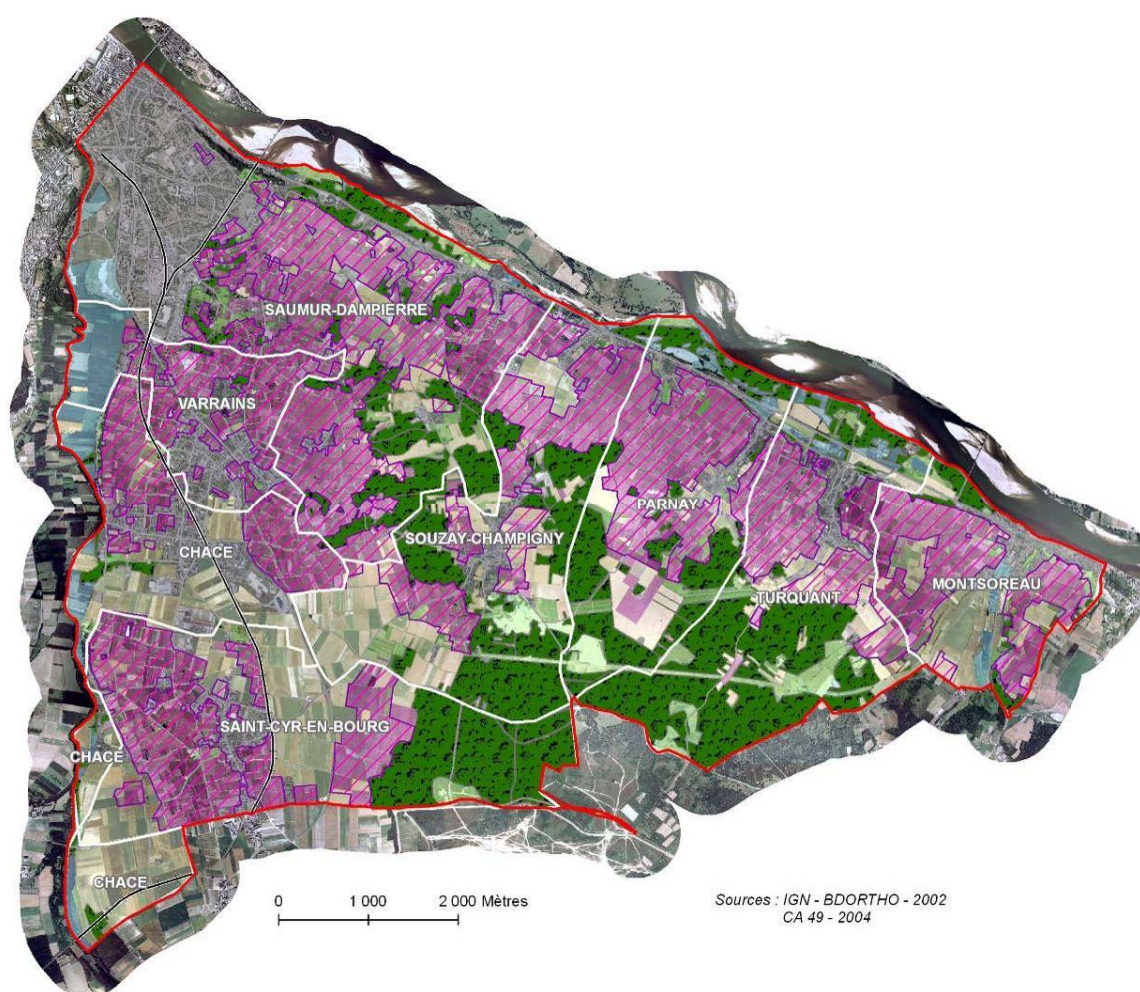 SAUMUR-DAMPIERRE
VARRAINS
PARNAY
SOUZAY-CHAMPIGNY
CHACE
MONTSOREAU
TURQUANT
SAINT-CYR-EN-BOURG
CHACE
CHACE
0 1 000 2 000 Mètres
Sources : IGN - BDORTHO - 2002
CA 49 - 2004